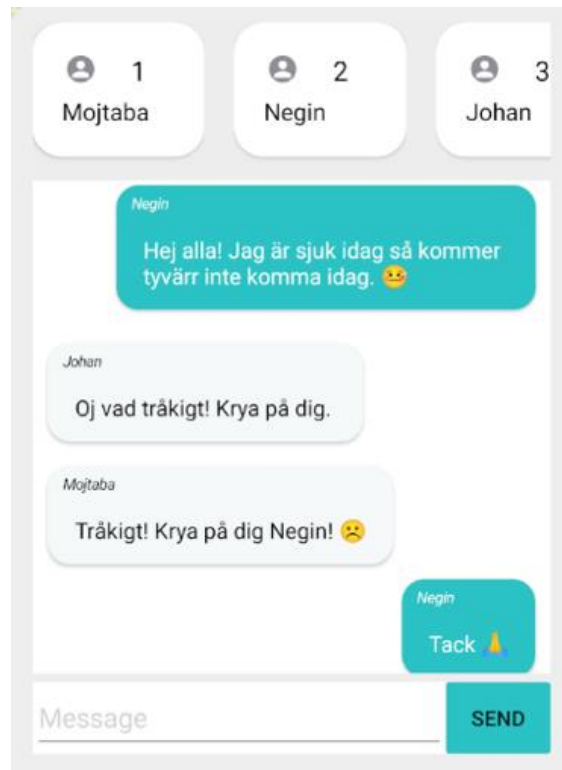 1
Mojtaba
2
Negin
3
Johan
Negin
Hej alla! Jag är sjuk idag så kommer
tyvärr inte komma idag. 🤒
Johan
Oj vad tråkigt! Krya på dig.
Mojtaba
Tråkigt! Krya på dig Negin! ☹️
Negin
Tack 🙏
Message
SEND